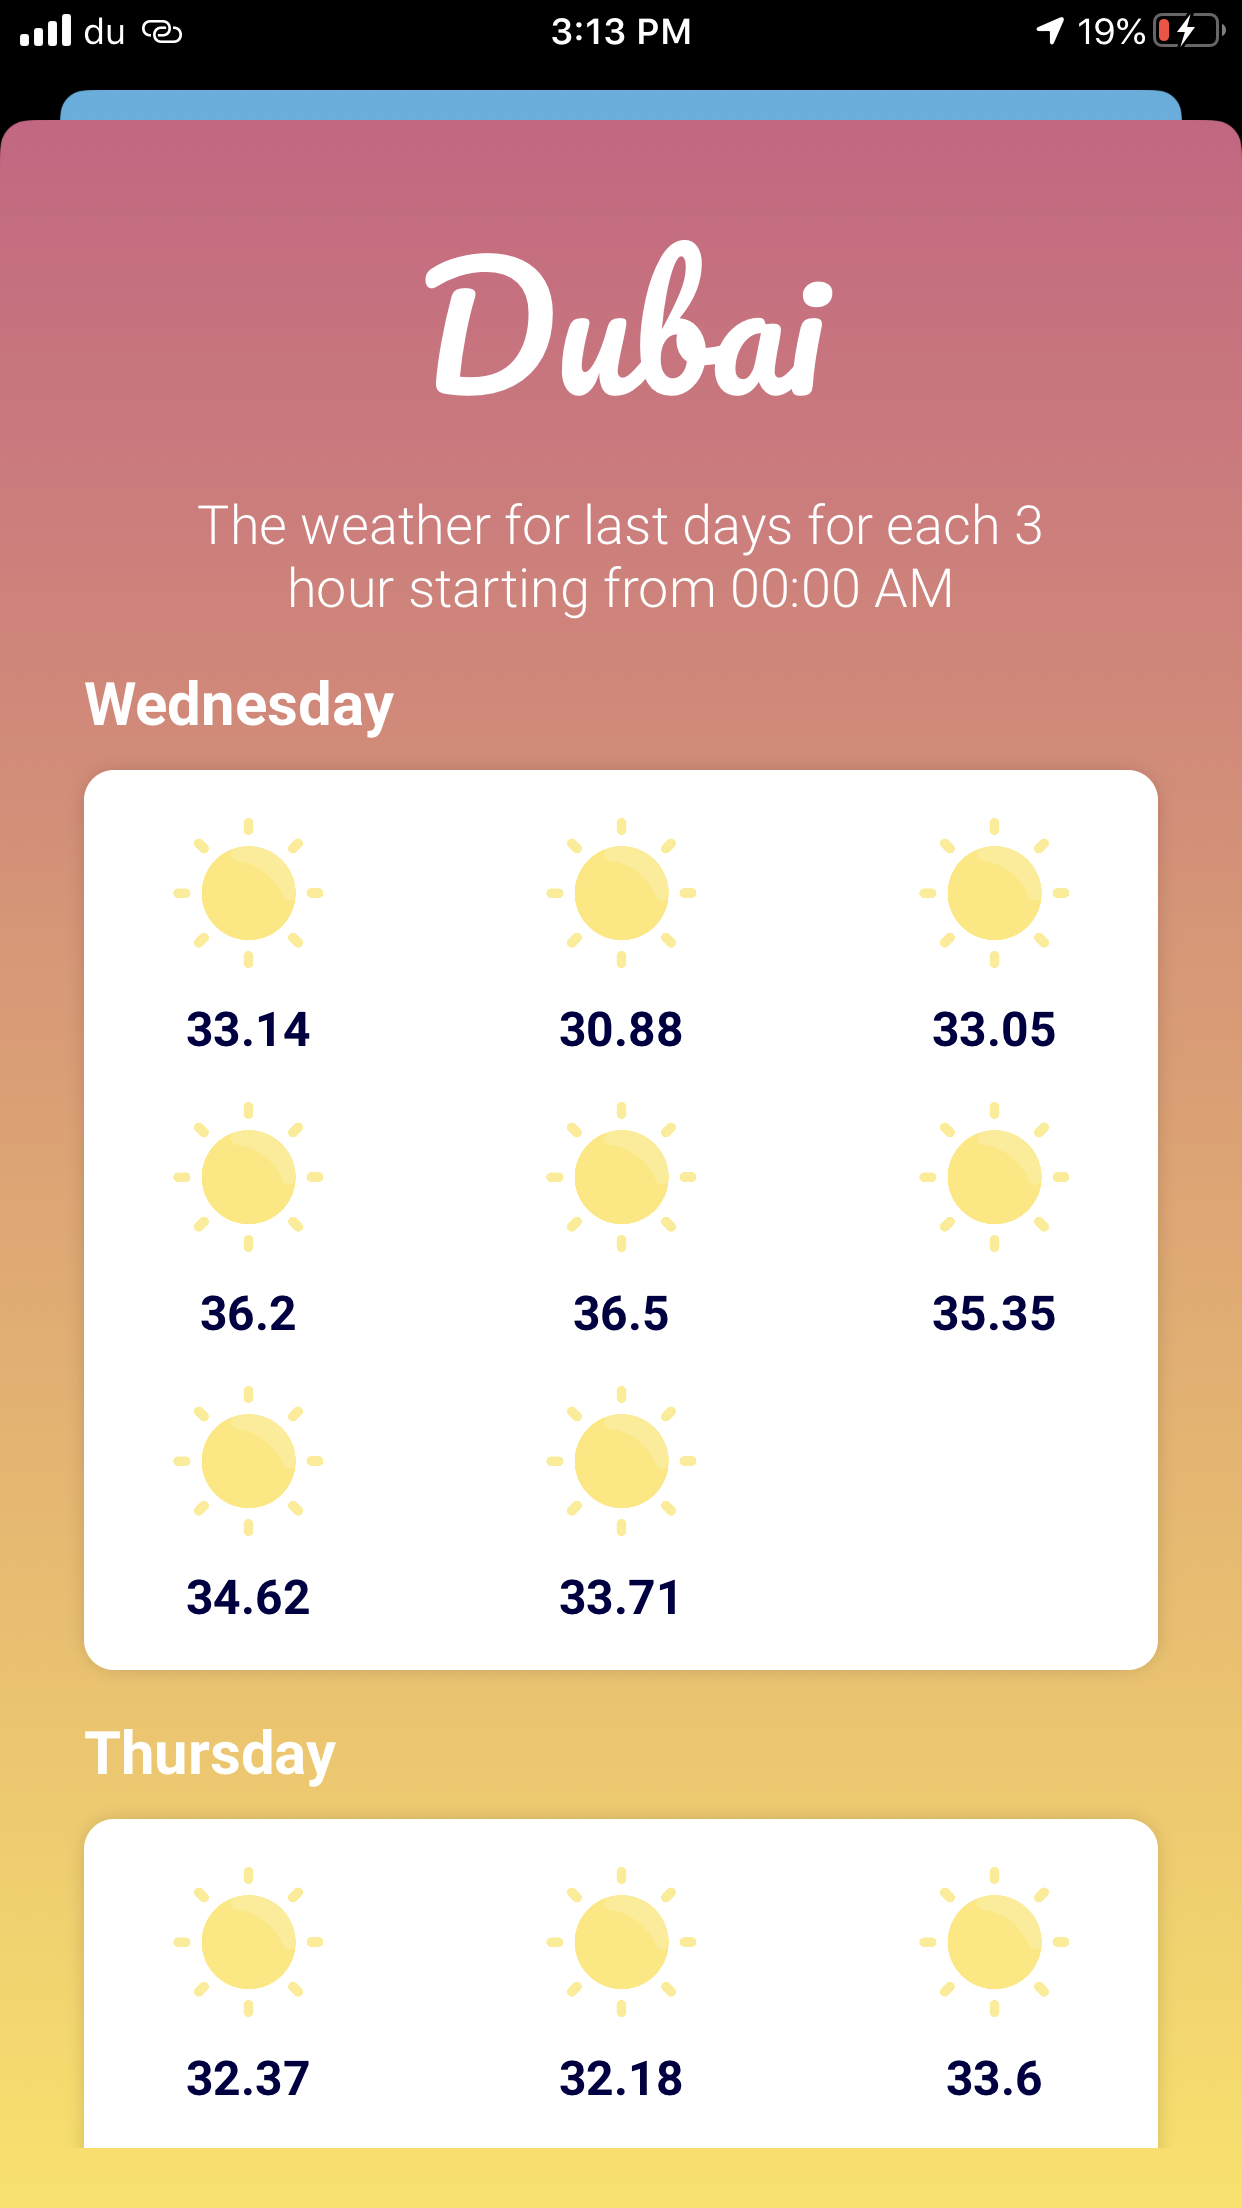 du 3:13 PM 19%
Dubai
The weather for last days for each 3
hour starting from 00:00 AM
Wednesday
33.14 30.88 33.05
36.2 36.5 35.35
34.62 33.71
Thursday
32.37 32.18 33.6